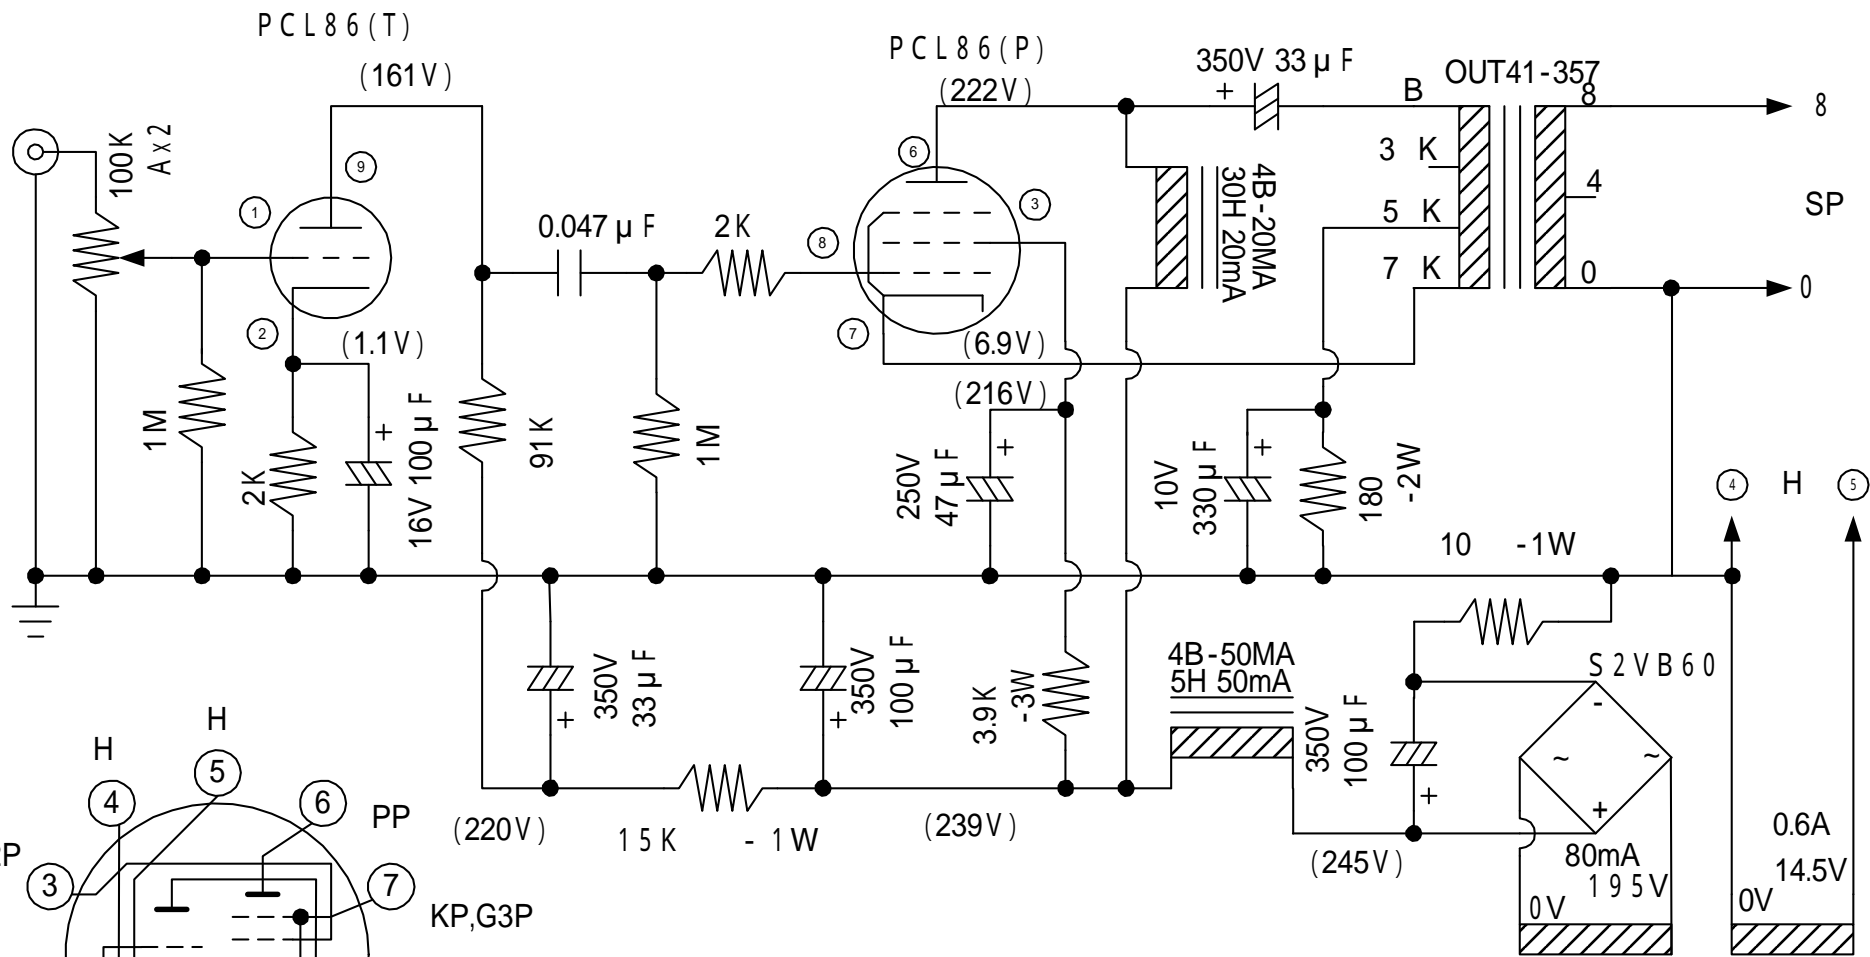 PCL86(T)
(161V)
PCL86(P)
(222V)
350V 33μF
+
OUT41-357
B
8
8
100K
Ax2
9
6
3 K
4B-20MA
30H 20mA
4
1
3
5 K
SP
0.047μF
2K
8
7 K
0
0
2
(1.1V)
7
(6.9V)
(216V)
1M
2K
+
16V 100μF
91K
1M
250V
47μF
+
10V
330μF
+
180
-2W
4
H
5
10 -1W
350V
33μF
+
350V
100μF
+
3.9K
-3W
4B-50MA
5H 50mA
S2VB60
350V
100μF
+
-
~
~
+
H
H
5
4
6
PP
(220V)
15K -1W
(239V)
(245V)
80mA
195V
0V
0.6A
14.5V
0V
3
7
KP,G3P